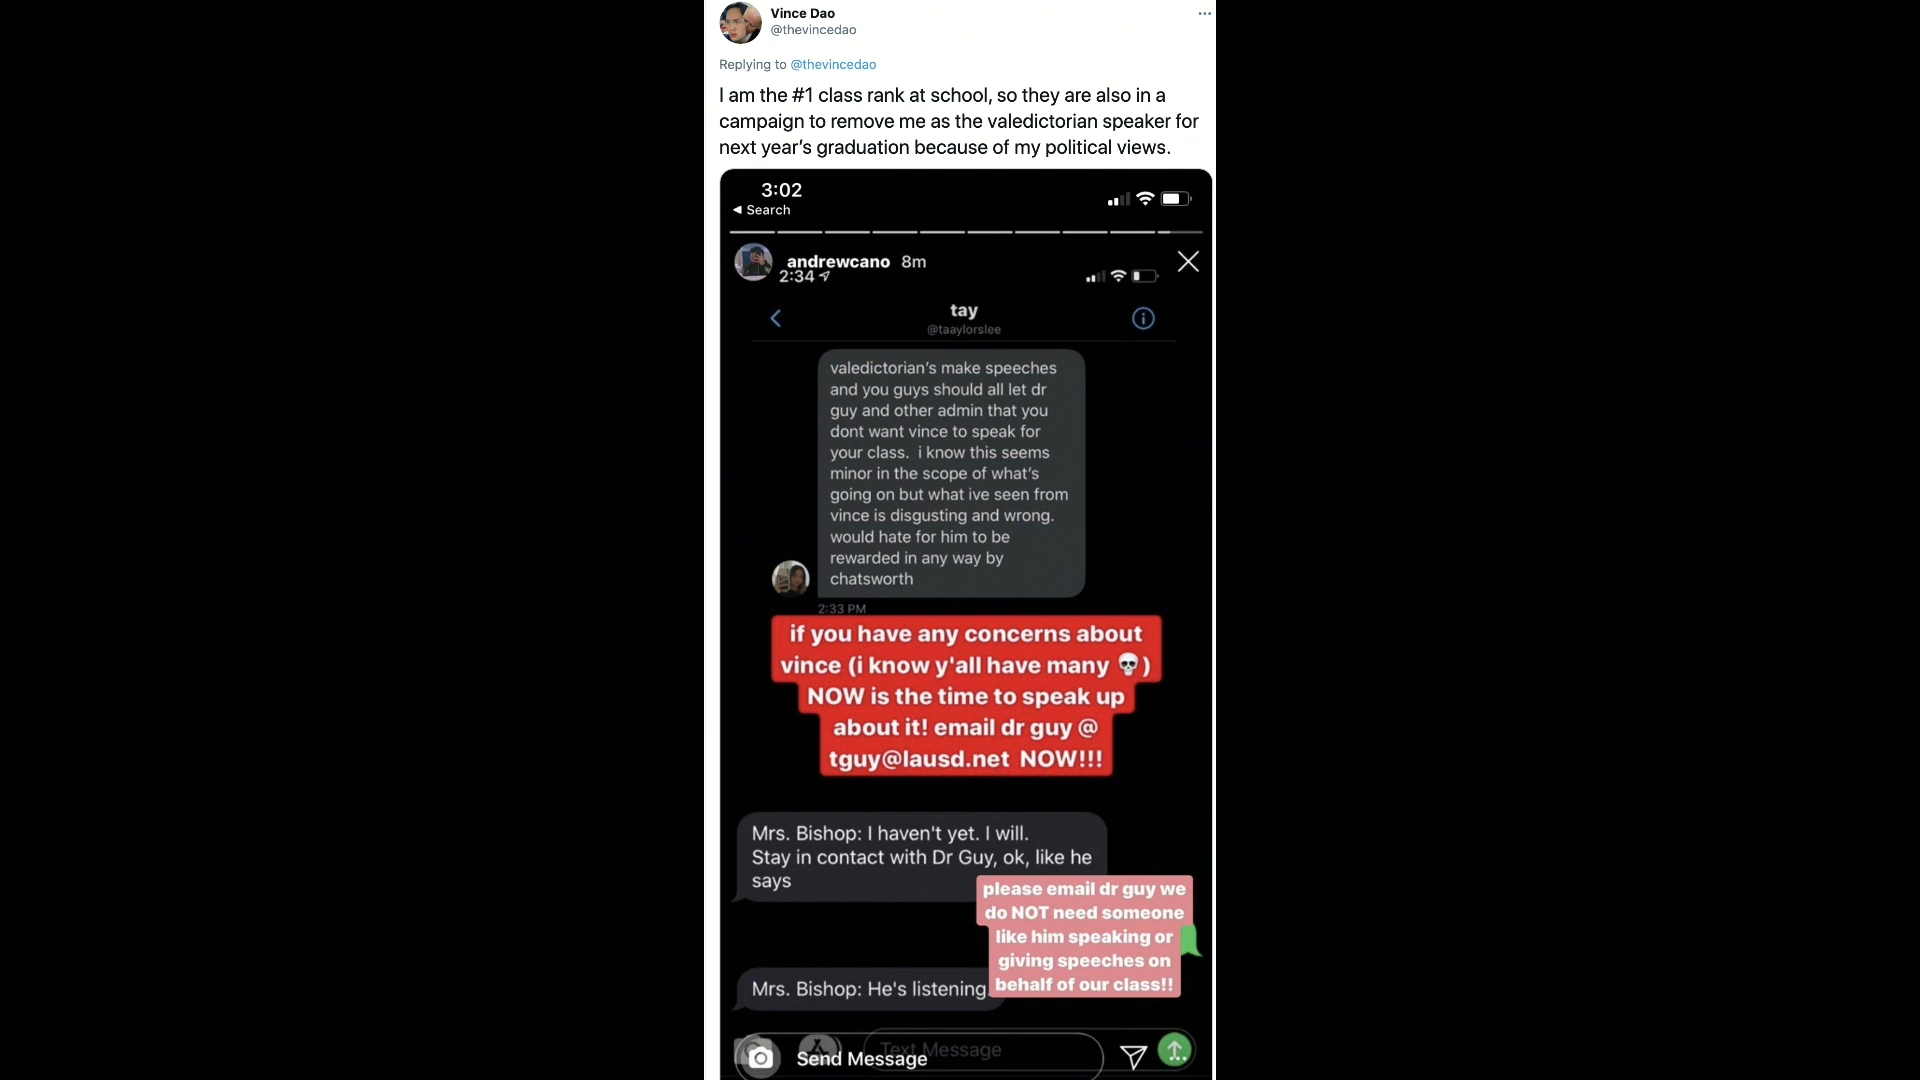 Vince Dao
@thevincedao
Replying to @thevincedao
I am the #1 class rank at school, so they are also in a
campaign to remove me as the valedictorian speaker for
next year's graduation because of my political views.
3:02
Search
andrewcano 8m
2:34
tay
@taaylorslee
valedictorian's make speeches
and you guys should all let dr
guy and other admin that you
dont want vince to speak for
your class. i know this seems
minor in the scope of what's
going on but what ive seen from
vince is disgusting and wrong.
would hate for him to be
rewarded in any way by
chatsworth
2:33 PM
if you have any concerns about
vince (i know y'all have many 💀)
NOW is the time to speak up
about it! email dr guy @
tguy@lausd.net NOW!!!
Mrs. Bishop: I haven't yet. I will.
Stay in contact with Dr Guy, ok, like he
says
please email dr guy we
do NOT need someone
like him speaking or
giving speeches on
behalf of our class!!
Mrs. Bishop: He's listening.
Text Message
Send Message